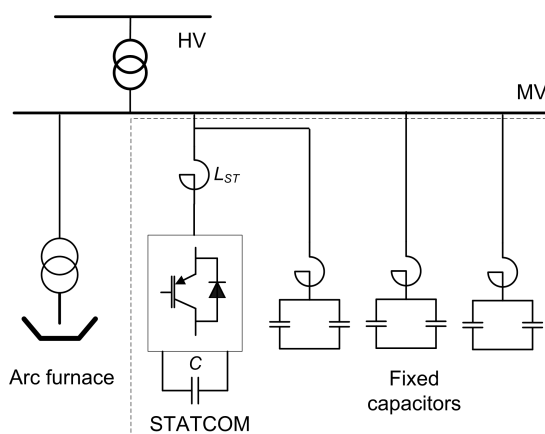 HV
MV
L_ST
C
Arc furnace
STATCOM
Fixed
capacitors